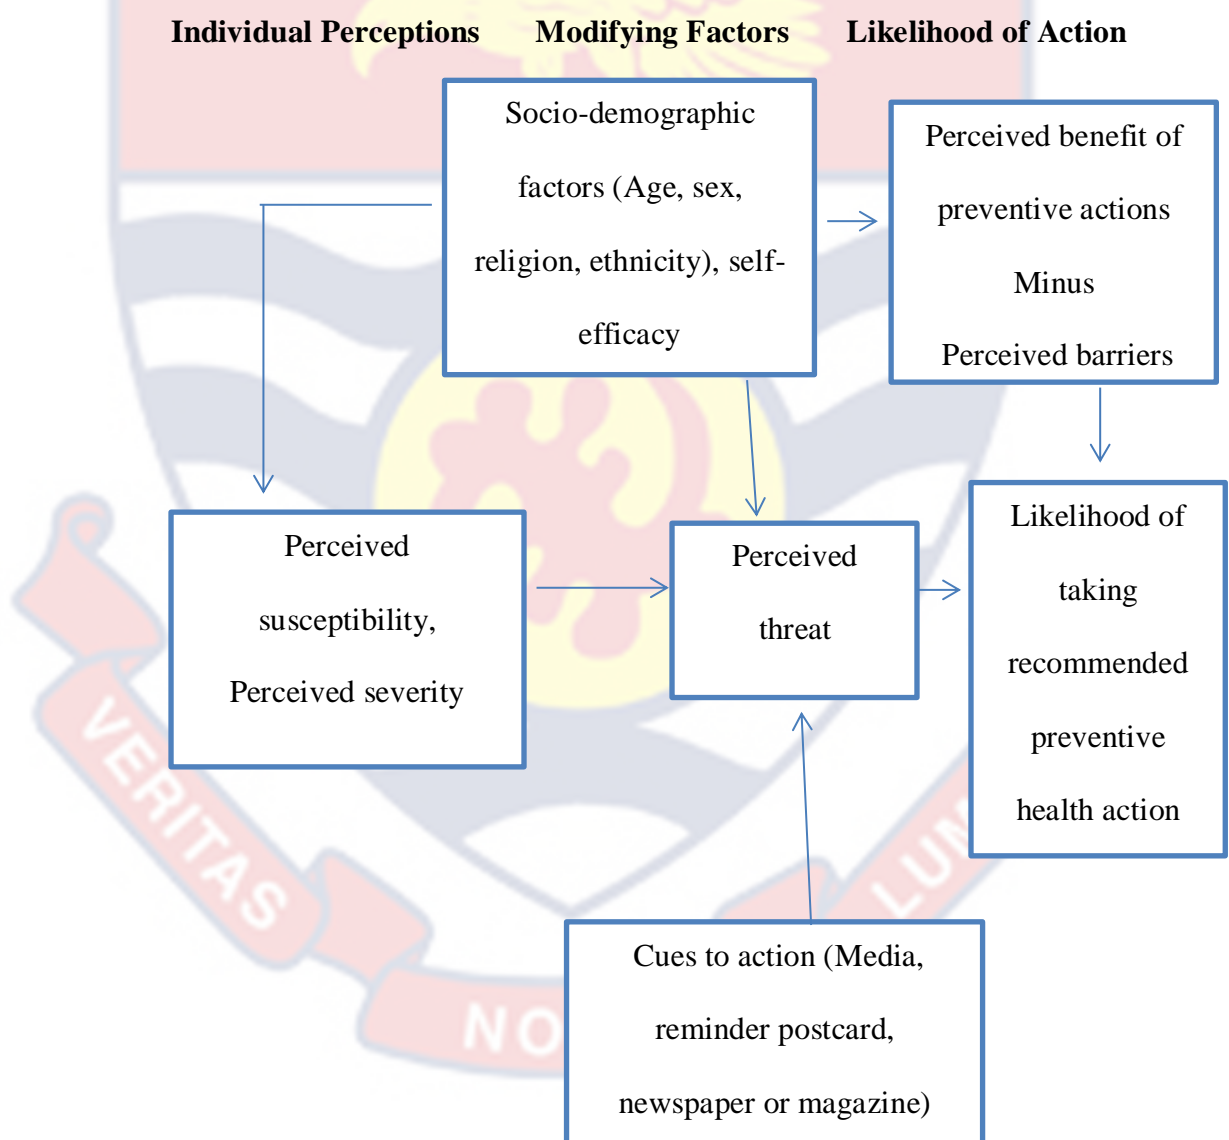 Individual Perceptions Modifying Factors Likelihood of Action
Socio-demographic
factors (Age, sex,
religion, ethnicity), self-
efficacy
Perceived benefit of
preventive actions
Minus
Perceived barriers
Perceived
susceptibility,
Perceived severity
Perceived
threat
Likelihood of
taking
recommended
preventive
health action
Cues to action (Media,
reminder postcard,
newspaper or magazine)
VERITAS
NO
LUM